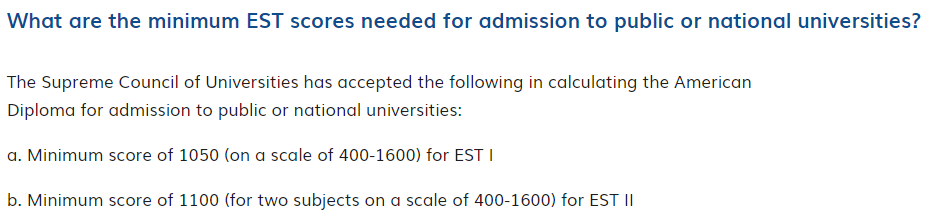 What are the minimum EST scores needed for admission to public or national universities?
The Supreme Council of Universities has accepted the following in calculating the American
Diploma for admission to public or national universities:
a. Minimum score of 1050 (on a scale of 400-1600) for EST I
b. Minimum score of 1100 (for two subjects on a scale of 400-1600) for EST II